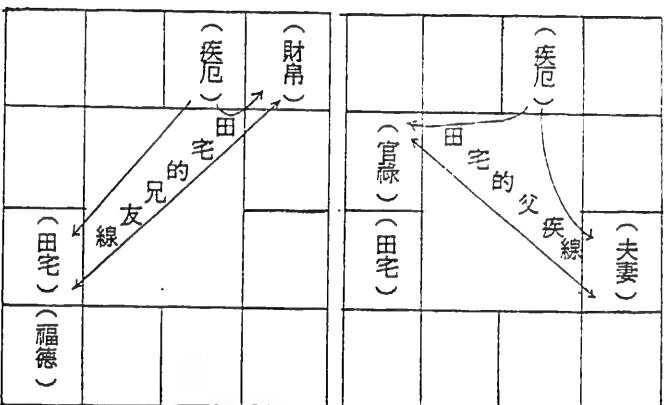 （疾厄）
（財帛）
田宅的兄友線
（田宅）
（福德）
（疾厄）
（官祿）
田宅的父疾線
（田宅）
（夫妻）